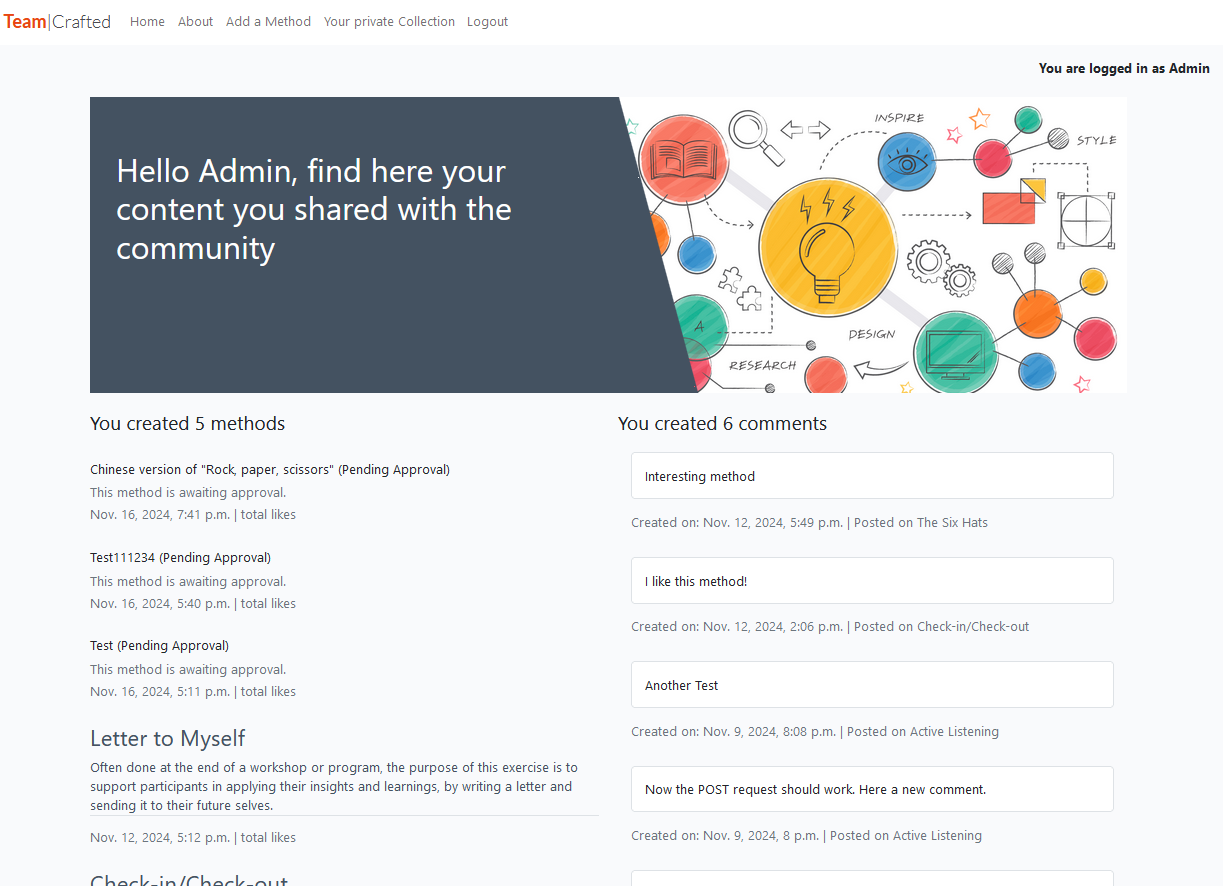 Team|Crafted Home About Add a Method Your private Collection Logout
You are logged in as Admin
Hello Admin, find here your
content you shared with the
community
INSPIRE
STYLE
A
DESIGN
RESEARCH
You created 5 methods
Chinese version of "Rock, paper, scissors" (Pending Approval)
This method is awaiting approval.
Nov. 16, 2024, 7:41 p.m. | total likes
Test111234 (Pending Approval)
This method is awaiting approval.
Nov. 16, 2024, 5:40 p.m. | total likes
Test (Pending Approval)
This method is awaiting approval.
Nov. 16, 2024, 5:11 p.m. | total likes
Letter to Myself
Often done at the end of a workshop or program, the purpose of this exercise is to
support participants in applying their insights and learnings, by writing a letter and
sending it to their future selves.
Nov. 12, 2024, 5:12 p.m. | total likes
Check-in/Check-out
You created 6 comments
Interesting method
Created on: Nov. 12, 2024, 5:49 p.m. | Posted on The Six Hats
I like this method!
Created on: Nov. 12, 2024, 2:06 p.m. | Posted on Check-in/Check-out
Another Test
Created on: Nov. 9, 2024, 8:08 p.m. | Posted on Active Listening
Now the POST request should work. Here a new comment.
Created on: Nov. 9, 2024, 8 p.m. | Posted on Active Listening